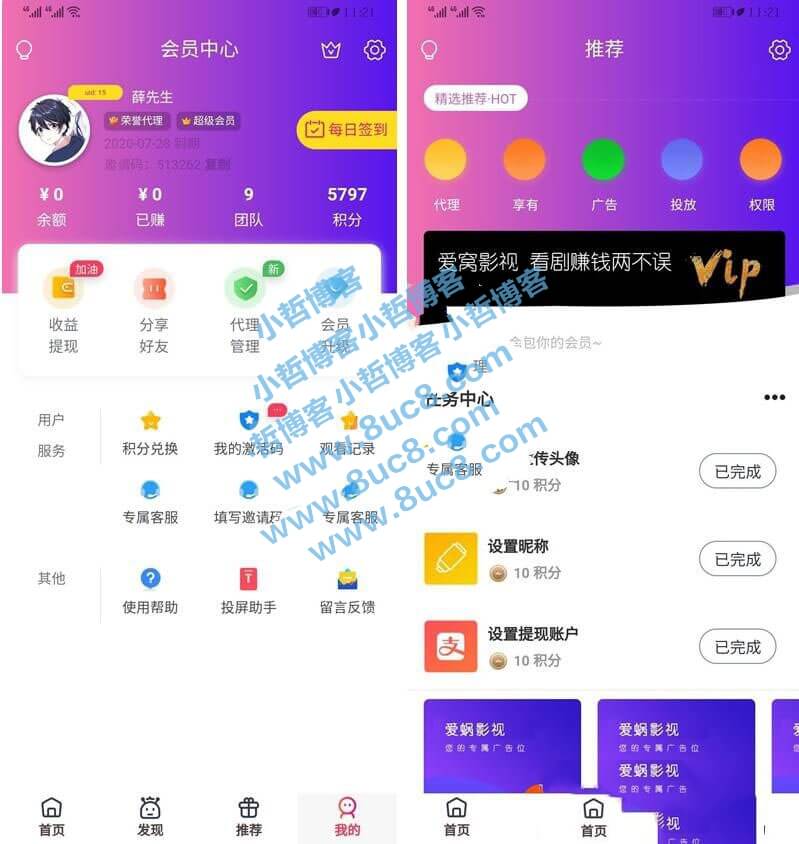 11:21
会员中心
uid: 15
薛先生
荣誉代理
超级会员
每日签到
2020-07-28 到期
邀请码：513262 复制
¥ 0
¥ 0
9
5797
余额
已赚
团队
积分
加油
新
收益
提现
分享
好友
代理
管理
会员
升级
用户
服务
积分兑换
我的激活码
观看记录
专属客服
填写邀请码
专属客服
其他
使用帮助
投屏助手
留言反馈
首页
发现
推荐
我的
11:21
推荐
精选推荐·HOT
代理
享有
广告
投放
权限
爱窝影视 看剧赚钱两不误
Vip
包你的会员~
理
任务中心
专属客服
传头像
10 积分
已完成
设置昵称
10 积分
已完成
设置提现账户
10 积分
已完成
爱蜗影视
您的专属广告位
爱蜗影视
您的专属广告位
爱蜗影视
您的专属广告位
影视
首页
首页
小哲博客小哲博客
小哲博客小哲博客小哲博客
www.8uc8.com
www.8uc8.com